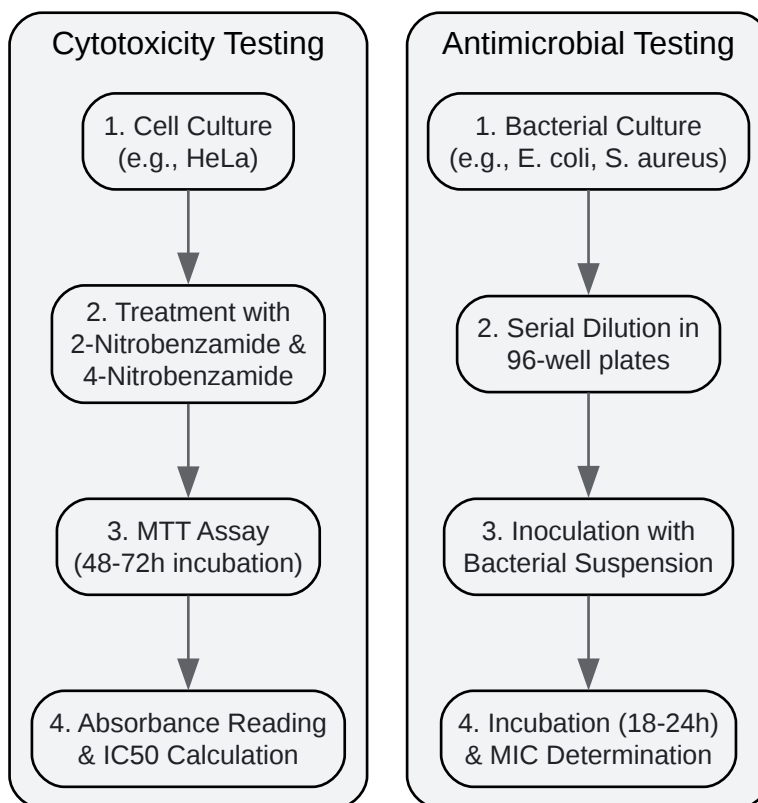 Cytotoxicity Testing
1. Cell Culture
(e.g., HeLa)
2. Treatment with
2-Nitrobenzamide &
4-Nitrobenzamide
3. MTT Assay
(48-72h incubation)
4. Absorbance Reading
& IC50 Calculation
Antimicrobial Testing
1. Bacterial Culture
(e.g., E. coli, S. aureus)
2. Serial Dilution in
96-well plates
3. Inoculation with
Bacterial Suspension
4. Incubation (18-24h)
& MIC Determination